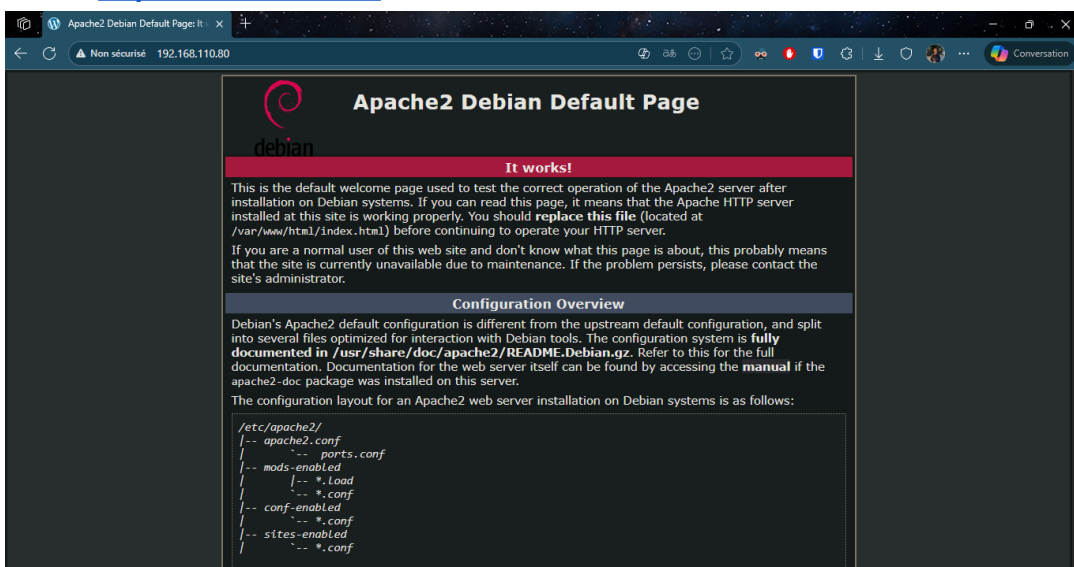 Apache2 Debian Default Page: It
Non sécurisé 192.168.110.80
Conversation
Apache2 Debian Default Page
debian
It works!
This is the default welcome page used to test the correct operation of the Apache2 server after
installation on Debian systems. If you can read this page, it means that the Apache HTTP server
installed at this site is working properly. You should replace this file (located at
/var/www/html/index.html) before continuing to operate your HTTP server.
If you are a normal user of this web site and don't know what this page is about, this probably means
that the site is currently unavailable due to maintenance. If the problem persists, please contact the
site's administrator.
Configuration Overview
Debian's Apache2 default configuration is different from the upstream default configuration, and split
into several files optimized for interaction with Debian tools. The configuration system is fully
documented in /usr/share/doc/apache2/README.Debian.gz. Refer to this for the full
documentation. Documentation for the web server itself can be found by accessing the manual if the
apache2-doc package was installed on this server.
The configuration layout for an Apache2 web server installation on Debian systems is as follows:
/etc/apache2/
|-- apache2.conf
|       `--  ports.conf
|-- mods-enabled
|       |-- *.load
|       `-- *.conf
|-- conf-enabled
|       `-- *.conf
|-- sites-enabled
|       `-- *.conf